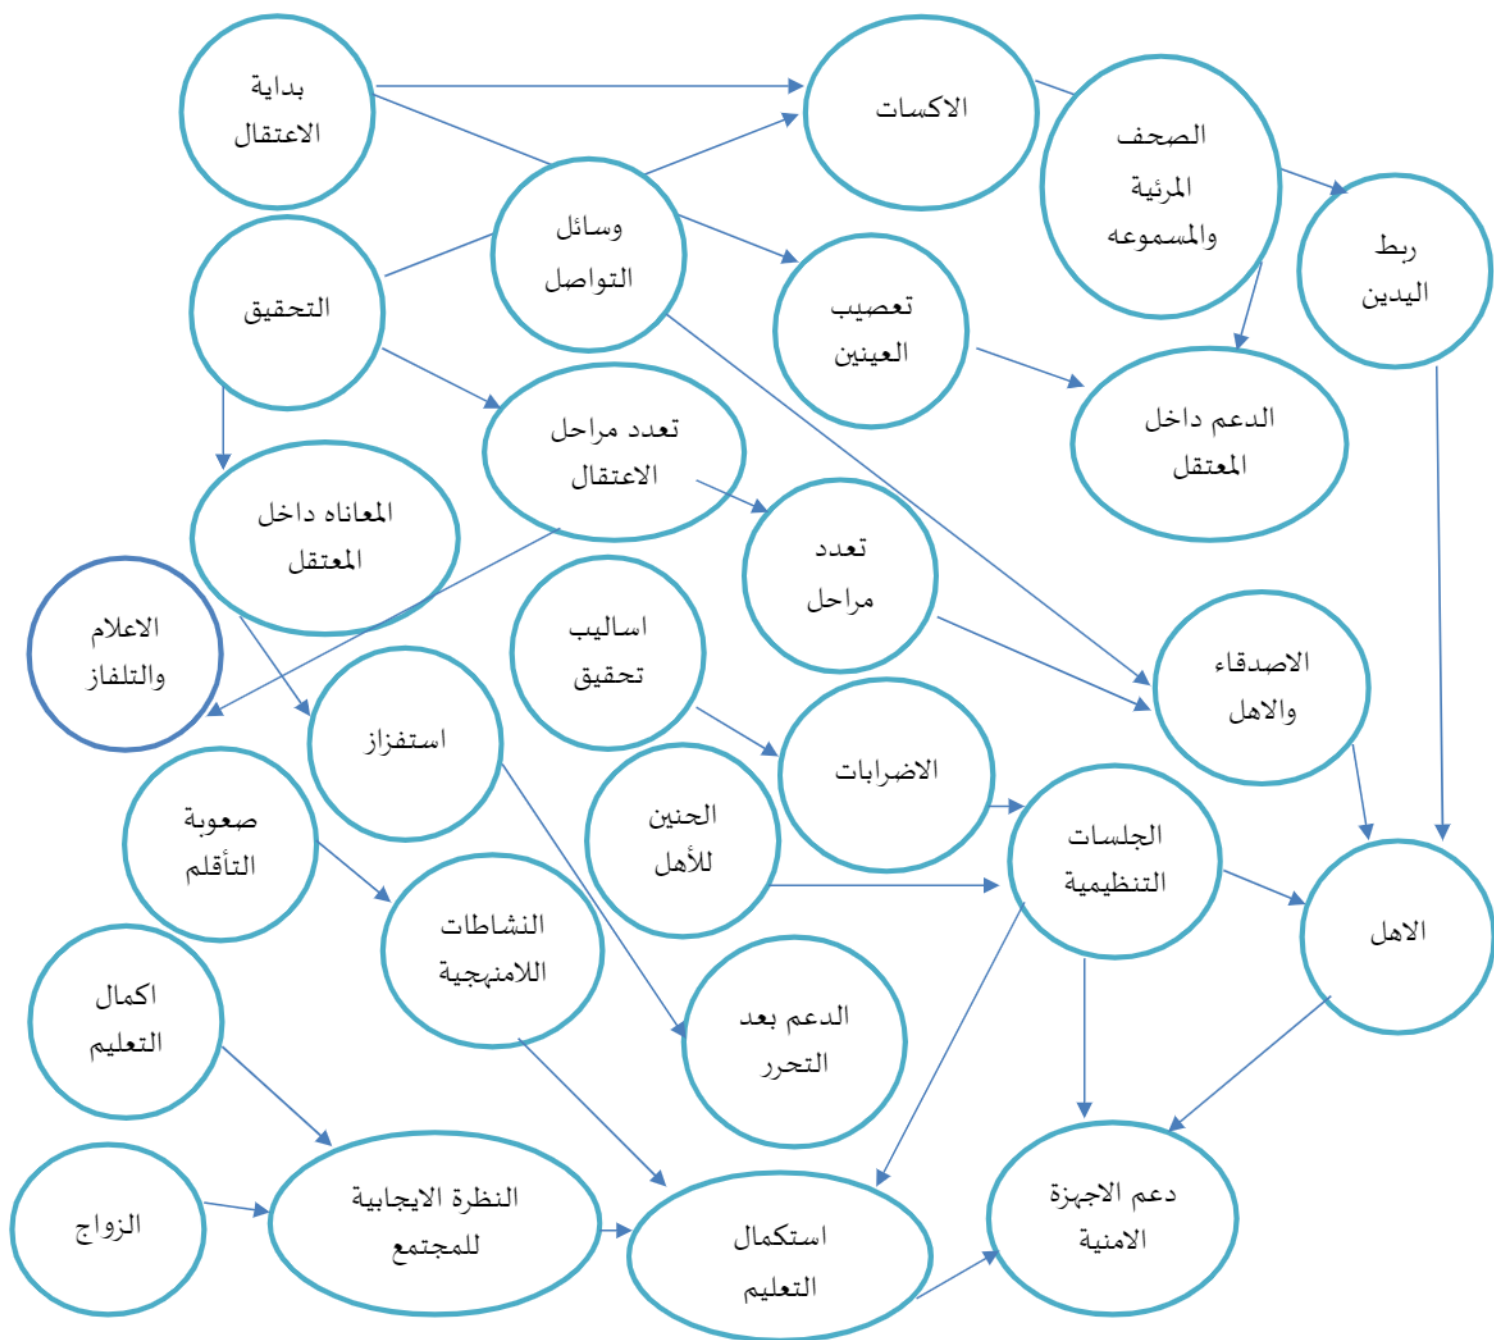 بداية
الاعتقال
الاكسات
الصحف
المرئية
والمسموعه
ربط
اليدين
وسائل
التواصل
التحقيق
تعصيب
العينين
الدعم داخل
المعتقل
تعدد مراحل
الاعتقال
المعاناه داخل
المعتقل
تعدد
مراحل
الاعلام
والتلفاز
اساليب
تحقيق
الاصدقاء
والاهل
استفزاز
الاضرابات
صعوبة
التأقلم
الحنين
للأهل
الجلسات
التنظيمية
الاهل
النشاطات
اللامنهجية
اكمال
التعليم
الدعم بعد
التحرر
الزواج
النظرة الايجابية
للمجتمع
استكمال
التعليم
دعم الاجهزة
الامنية